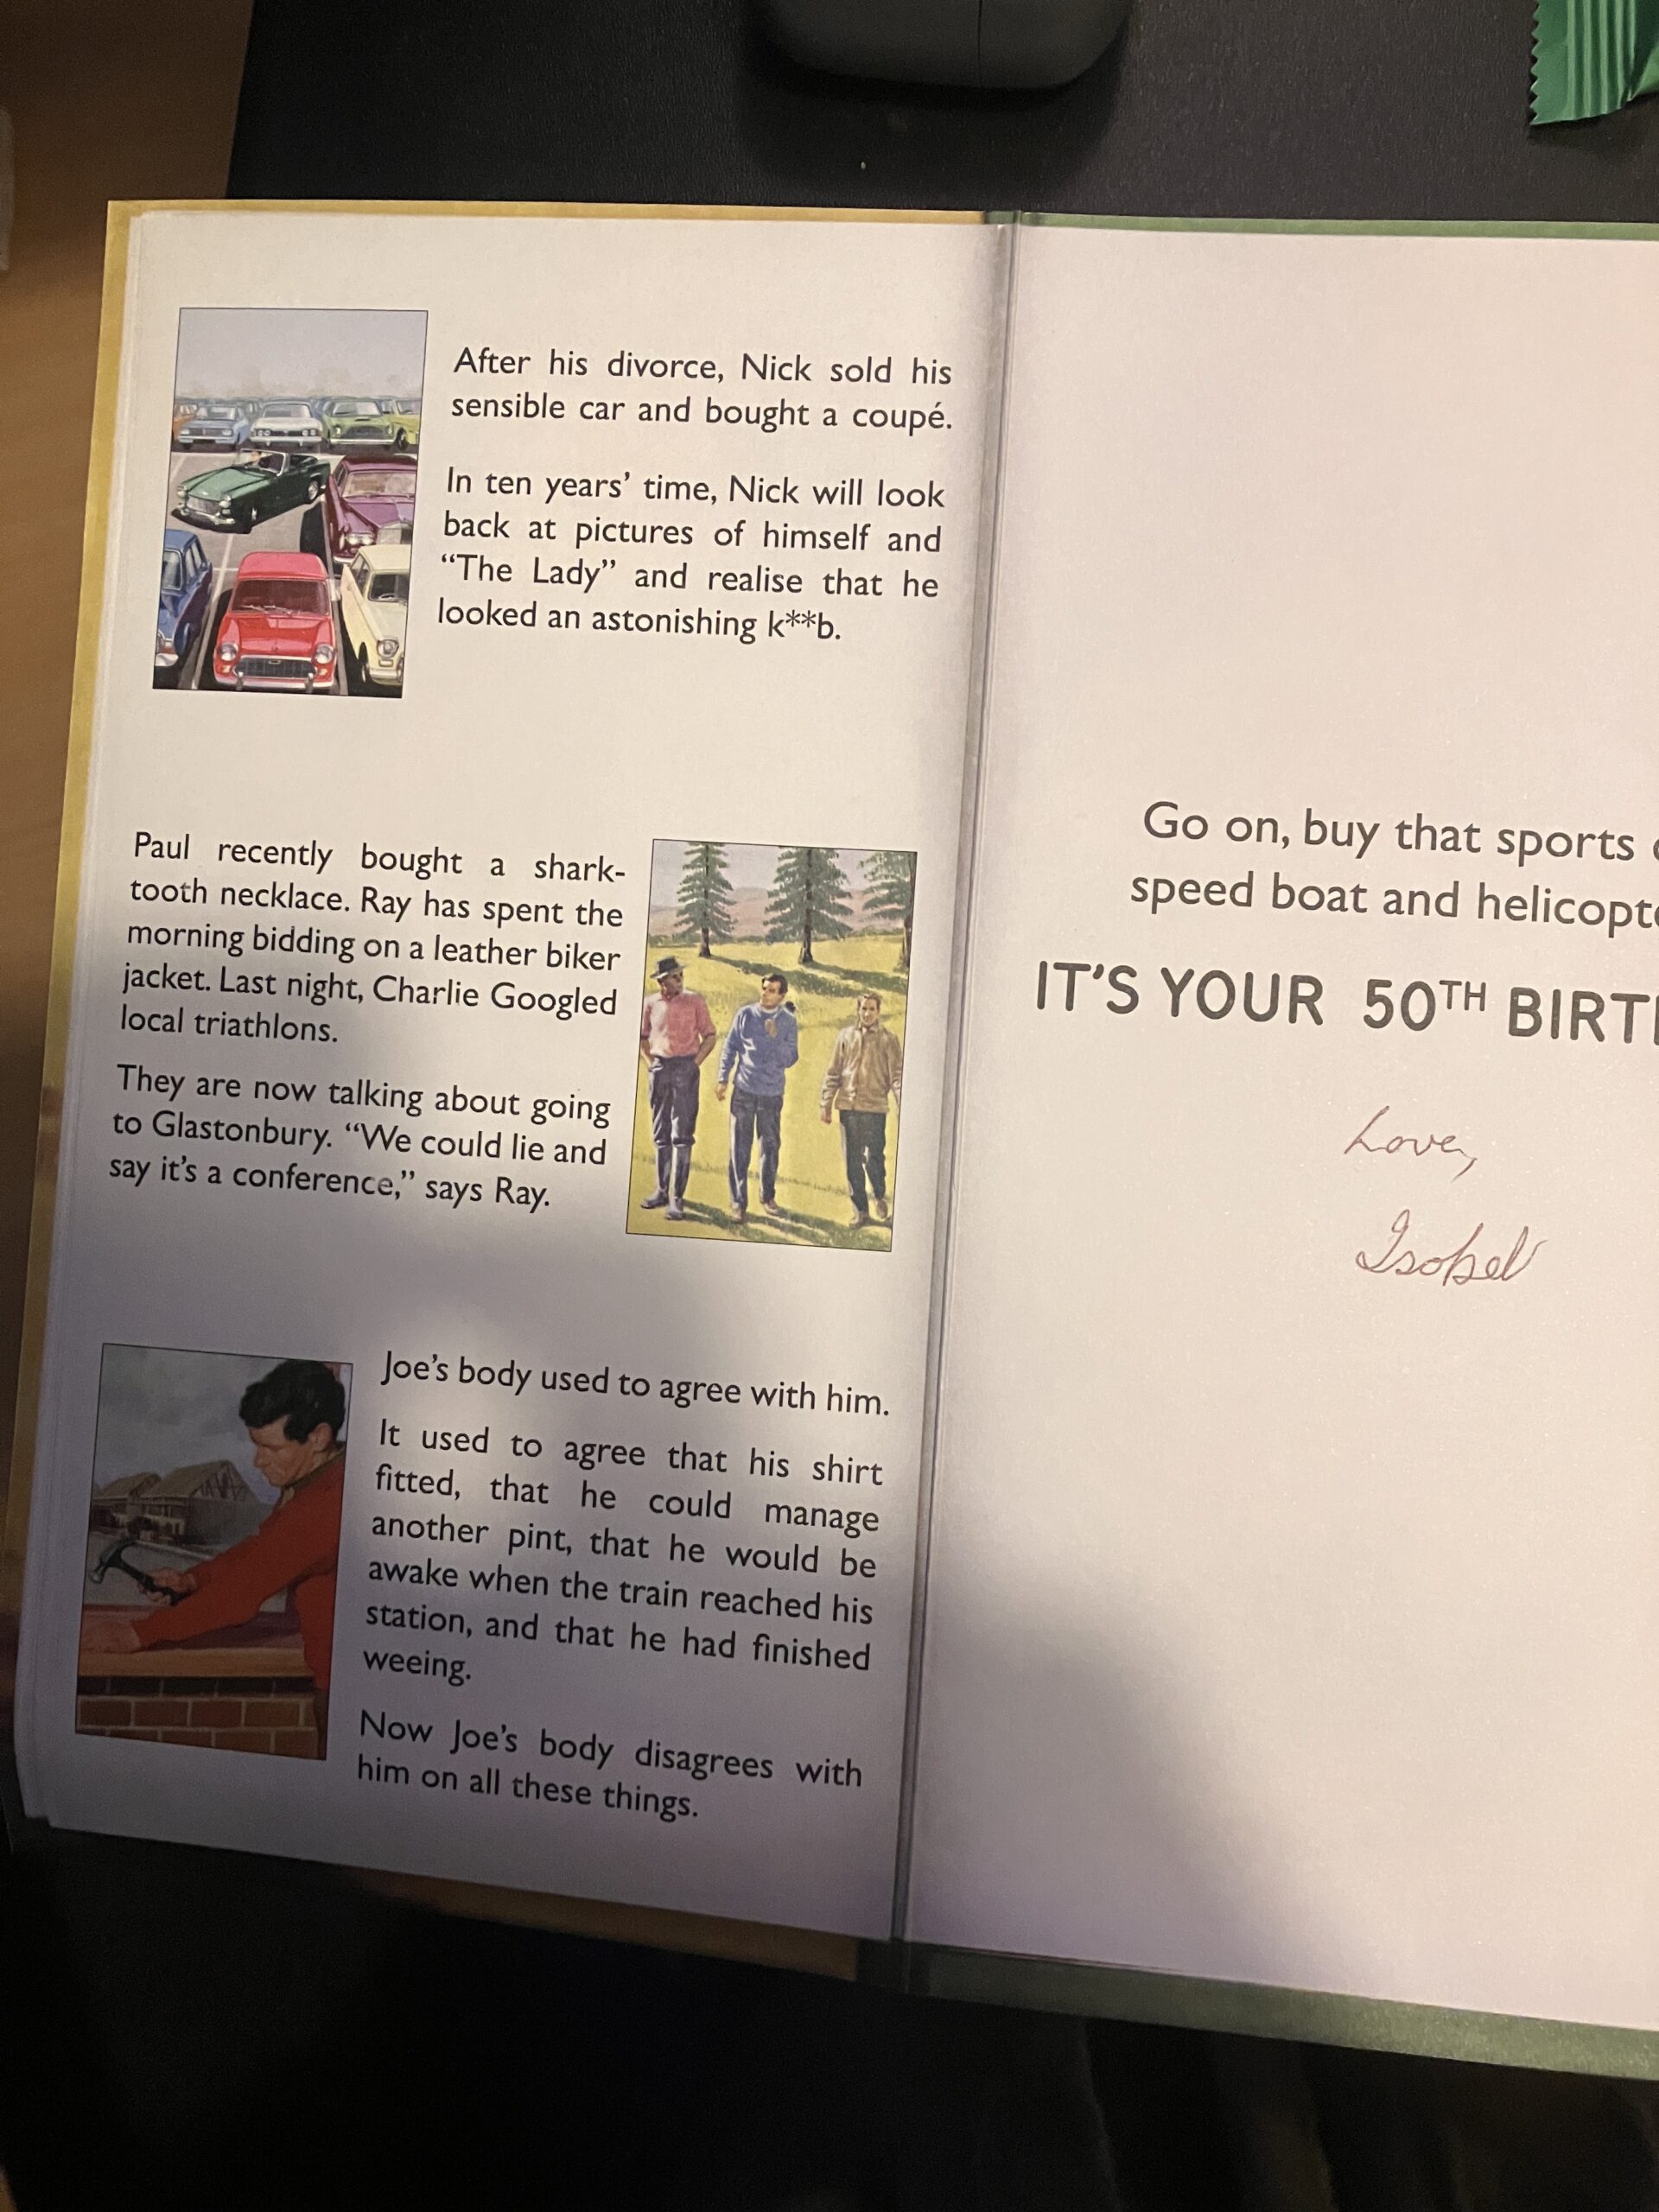 After his divorce, Nick sold his
sensible car and bought a coupé.
In ten years’ time, Nick will look
back at pictures of himself and
“The Lady” and realise that he
looked an astonishing k**b.
Paul recently bought a shark-
tooth necklace. Ray has spent the
morning bidding on a leather biker
jacket. Last night, Charlie Googled
local triathlons.
They are now talking about going
to Glastonbury. “We could lie and
say it’s a conference,” says Ray.
Joe’s body used to agree with him.
It used to agree that his shirt
fitted, that he could manage
another pint, that he would be
awake when the train reached his
station, and that he had finished
weeing.
Now Joe’s body disagrees with
him on all these things.
Go on, buy that sports
speed boat and
IT’S YOUR 50TH
Love,
Isobel